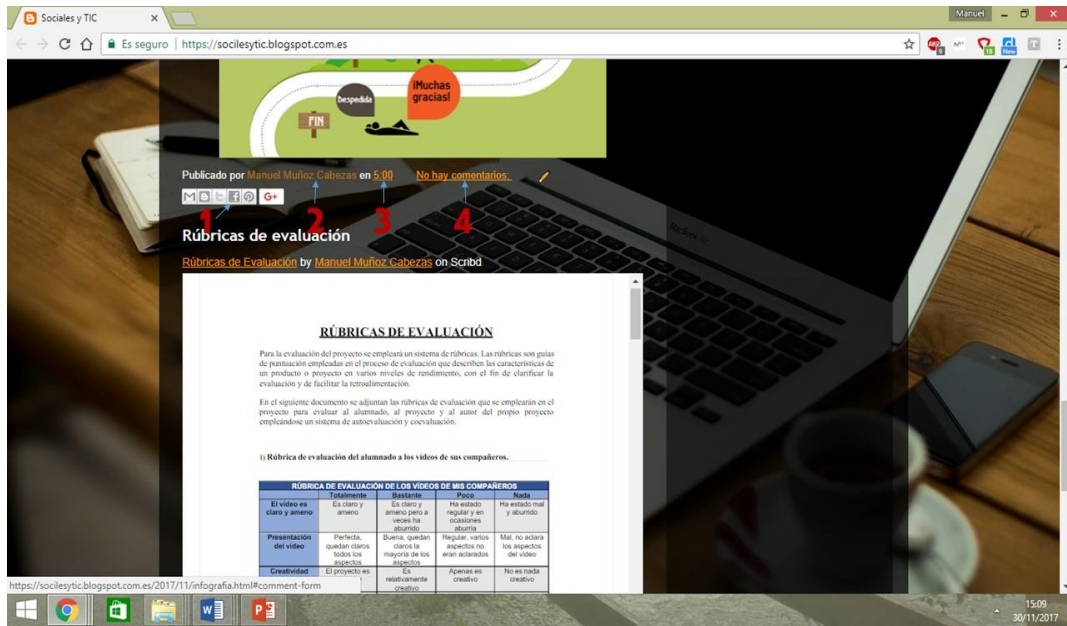 Sociales y TIC
Manuel
Es seguro | https://socilesytic.blogspot.com.es
¡Muchas
gracias!
Despedida
FIN
Publicado por Manuel Muñoz Cabezas en 5:00 No hay comentarios:
G+
1 2 3 4
Rúbricas de evaluación
Rúbricas de Evaluación by Manuel Muñoz Cabezas on Scribd
RÚBRICAS DE EVALUACIÓN
Para la evaluación del proyecto se empleará un sistema de rúbricas. Las rúbricas son guías
de puntuación empleadas en el proceso de evaluación que describen las características de
un producto o proyecto en varios niveles de rendimiento, con el fin de clarificar la
evaluación y de facilitar la retroalimentación.
En el siguiente documento se adjuntan las rúbricas de evaluación que se emplearán en el
proyecto para evaluar al alumnado, al proyecto y al autor del propio proyecto
empleándose un sistema de autoevaluación y coevaluación.
1) Rúbrica de evaluación del alumnado a los vídeos de sus compañeros.
RÚBRICA DE EVALUACIÓN DE LOS VÍDEOS DE MIS COMPAÑEROS
Totalmente Bastante Poco Nada
El vídeo es claro y ameno
Es claro y ameno
Es claro y ameno pero a veces ha aburrido
Ha estado regular y en ocasiones aburría
Ha estado mal y aburrido
Presentación del vídeo
Perfecta, quedan claros todos los aspectos
Buena, quedan claros la mayoría de los aspectos
Regular, varios aspectos no eran aclarados
Mal, no aclara los aspectos del vídeo
Creatividad
El proyecto es
Es relativamente creativo
Apenas es creativo
No es nada creativo
https://socilesytic.blogspot.com.es/2017/11/infografia.html#comment-form
15:09
30/11/2017